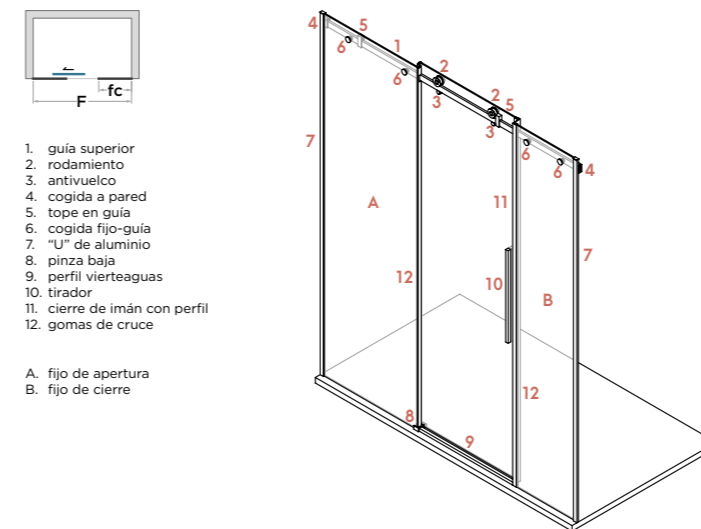 fc
F
1. guía superior
2. rodamiento
3. antivuelco
4. cogida a pared
5. tope en guía
6. cogida fijo-guía
7. “U” de aluminio
8. pinza baja
9. perfil vierteaguas
10. tirador
11. cierre de imán con perfil
12. gomas de cruce
A. fijo de apertura
B. fijo de cierre
4
5
6
1
6
2
3
2
5
3
6
6
4
7
A
11
7
12
10
B
12
8
9